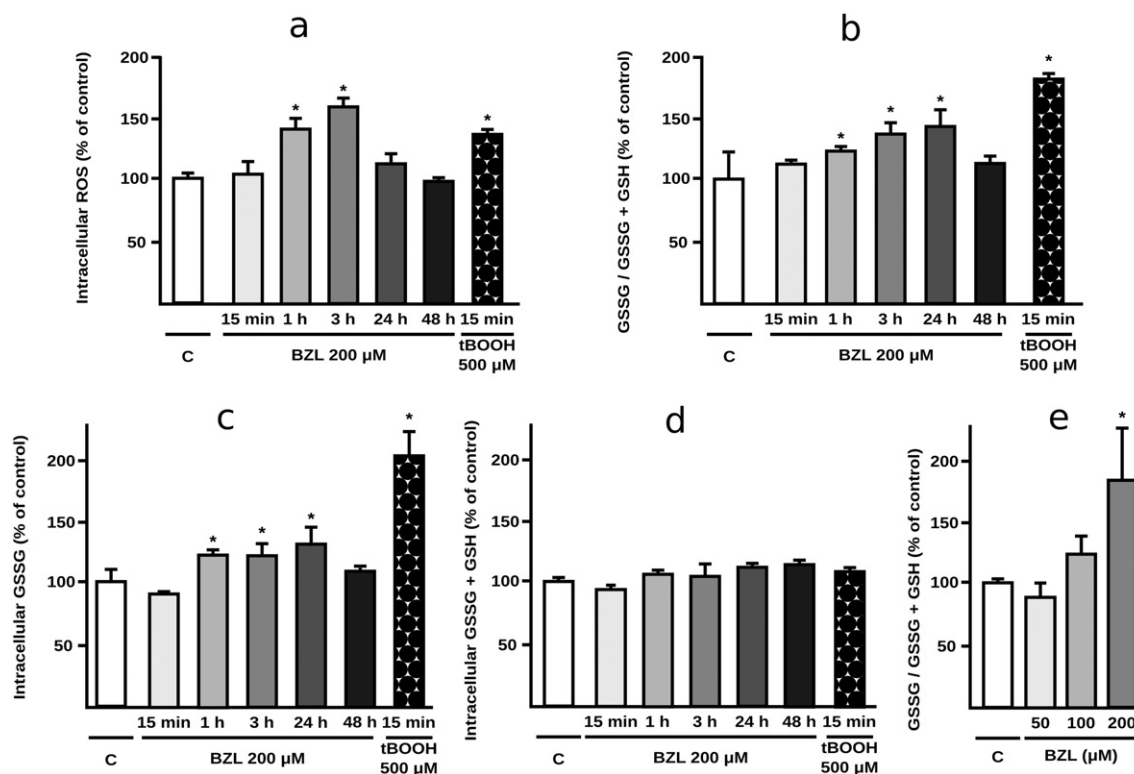 a
Intracellular ROS (% of control)
200
150
100
50
*
*
*
15 min 1 h 3 h 24 h 48 h 15 min
C
BZL 200 µM
tBOOH
500 µM
b
GSSG / GSSG + GSH (% of control)
200
150
100
50
*
*
*
*
15 min 1 h 3 h 24 h 48 h 15 min
C
BZL 200 µM
tBOOH
500 µM
c
Intracellular GSSG (% of control)
200
150
100
50
*
*
*
*
15 min 1 h 3 h 24 h 48 h 15 min
C
BZL 200 µM
tBOOH
500 µM
d
Intracellular GSSG + GSH (% of control)
200
150
100
50
15 min 1 h 3 h 24 h 48 h 15 min
C
BZL 200 µM
tBOOH
500 µM
e
GSSG / GSSG + GSH (% of control)
200
150
100
50
*
50 100 200
C
BZL (µM)